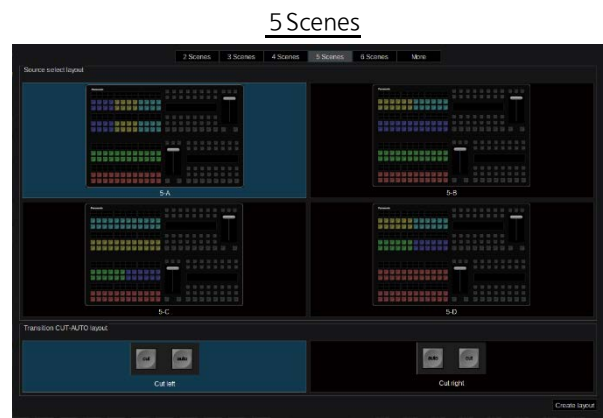 5 Scenes
2 Scenes 3 Scenes 4 Scenes 5 Scenes 6 Scenes More
Source select layout
5-A 5-B
5-C 5-D
Transition CUT-AUTO layout
cut auto auto cut
Cut left Cut right
Create layout